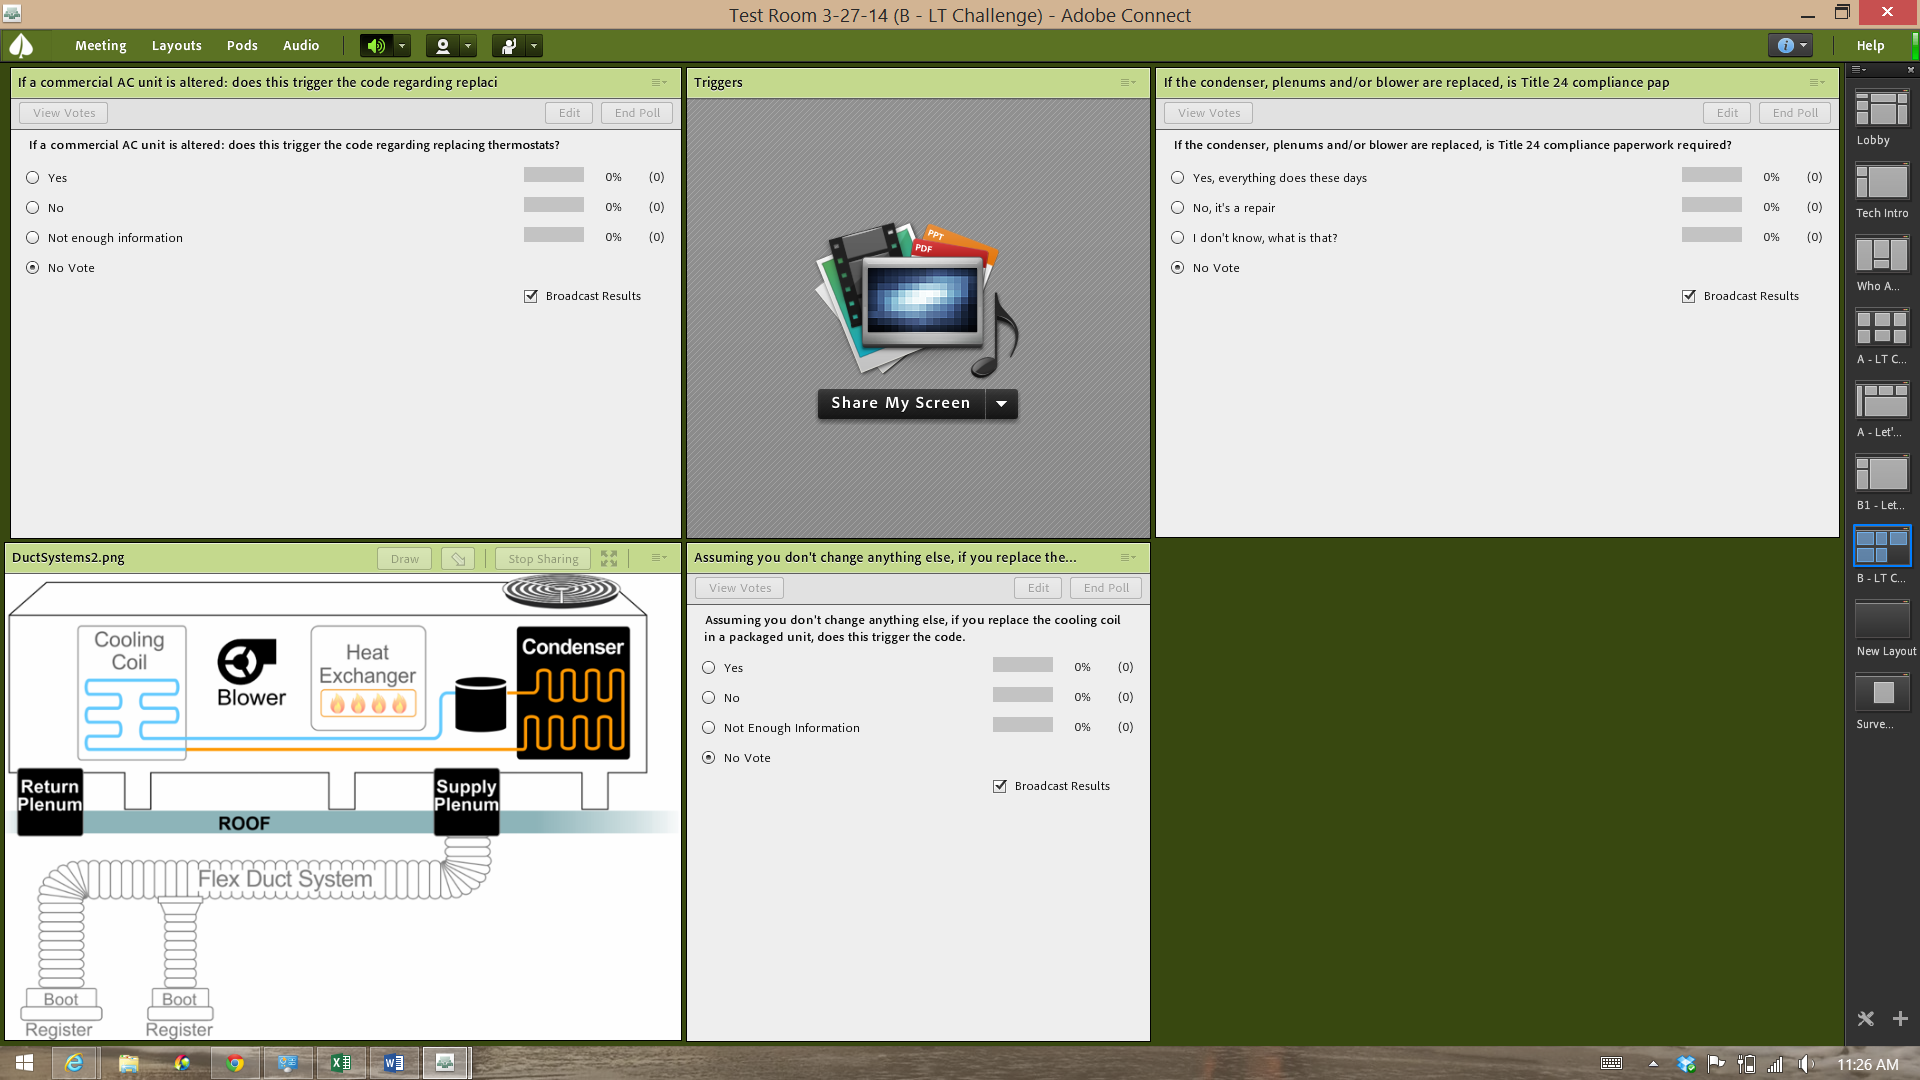 Test Room 3-27-14 (B - LT Challenge) - Adobe Connect
Meeting Layouts Pods Audio Help
If a commercial AC unit is altered: does this trigger the code regarding replaci
View Votes Edit End Poll
If a commercial AC unit is altered: does this trigger the code regarding replacing thermostats?
Yes 0% (0)
No 0% (0)
Not enough information 0% (0)
No Vote
Broadcast Results
Triggers
PPT
PDF
Share My Screen
If the condenser, plenums and/or blower are replaced, is Title 24 compliance pap
View Votes Edit End Poll
If the condenser, plenums and/or blower are replaced, is Title 24 compliance paperwork required?
Yes, everything does these days 0% (0)
No, it's a repair 0% (0)
I don't know, what is that? 0% (0)
No Vote
Broadcast Results
DuctSystems2.png Draw Stop Sharing
Cooling
Coil
Blower
Heat
Exchanger
Condenser
Return
Plenum
Supply
Plenum
ROOF
Flex Duct System
Boot
Register
Boot
Register
Assuming you don't change anything else, if you replace the...
View Votes Edit End Poll
Assuming you don't change anything else, if you replace the cooling coil
in a packaged unit, does this trigger the code.
Yes 0% (0)
No 0% (0)
Not Enough Information 0% (0)
No Vote
Broadcast Results
Lobby
Tech Intro
Who A...
A - LT C...
A - Let'...
B1 - Let...
B - LT C...
New Layout
Surve...
11:26 AM